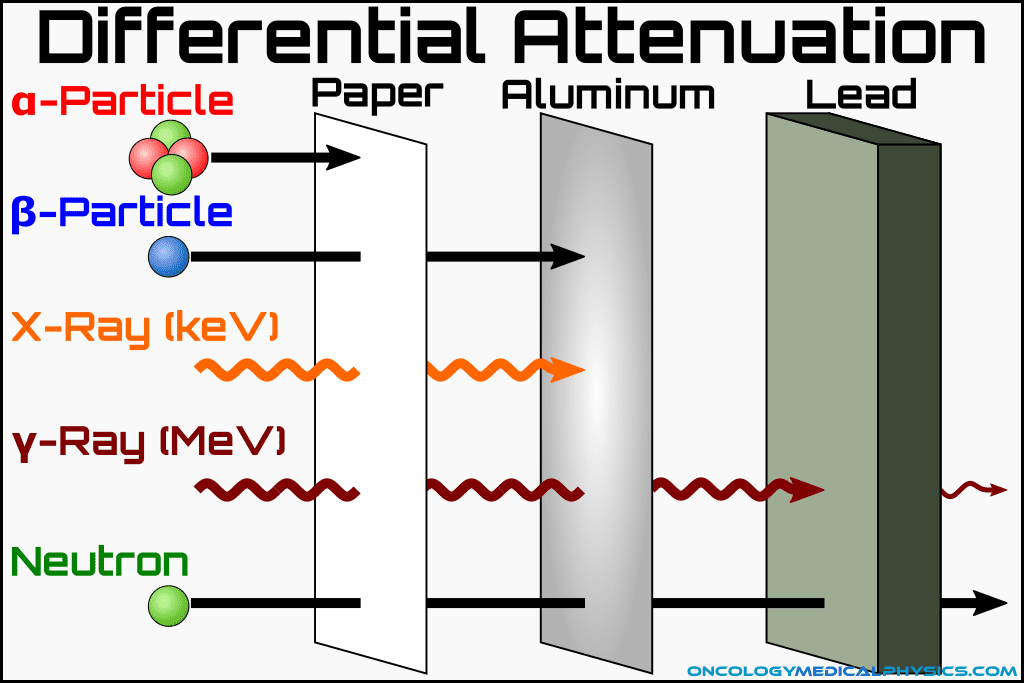 Differential Attenuation
Paper Aluminum Lead
α-Particle
β-Particle
X-Ray (keV)
γ-Ray (MeV)
Neutron
ONCOLOGYMEDICALPHYSICS.COM